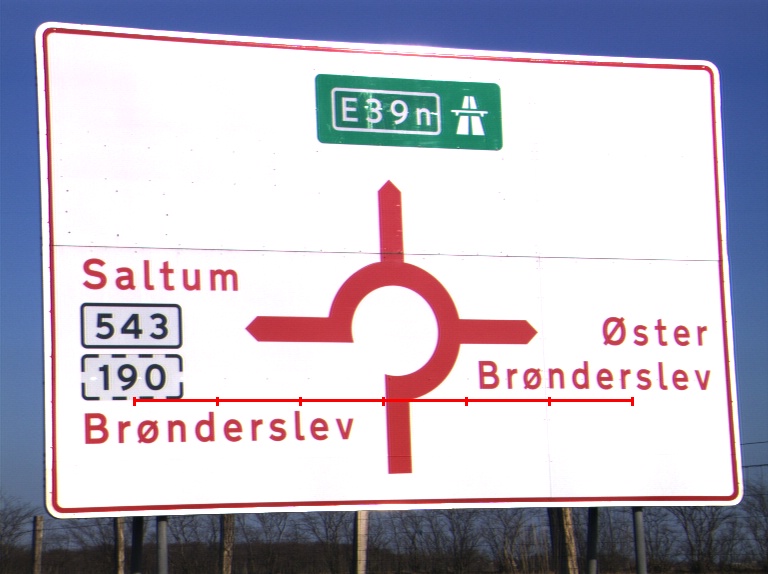 E39n
Saltum
543
190
Brønderslev
Øster
Brønderslev